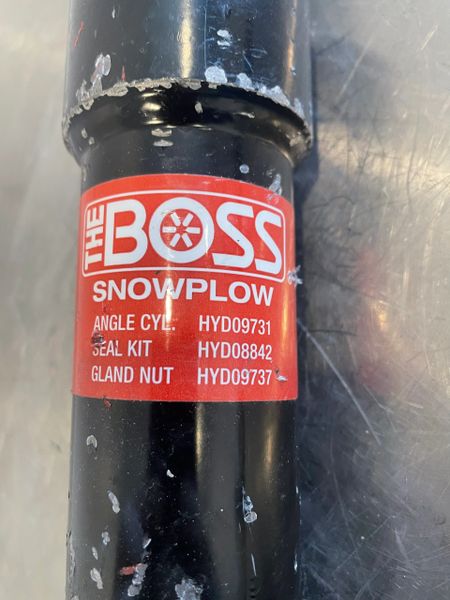 THE BOSS
SNOWPLOW
ANGLE CYL. HYD09731
SEAL KIT HYD08842
GLAND NUT HYD09737